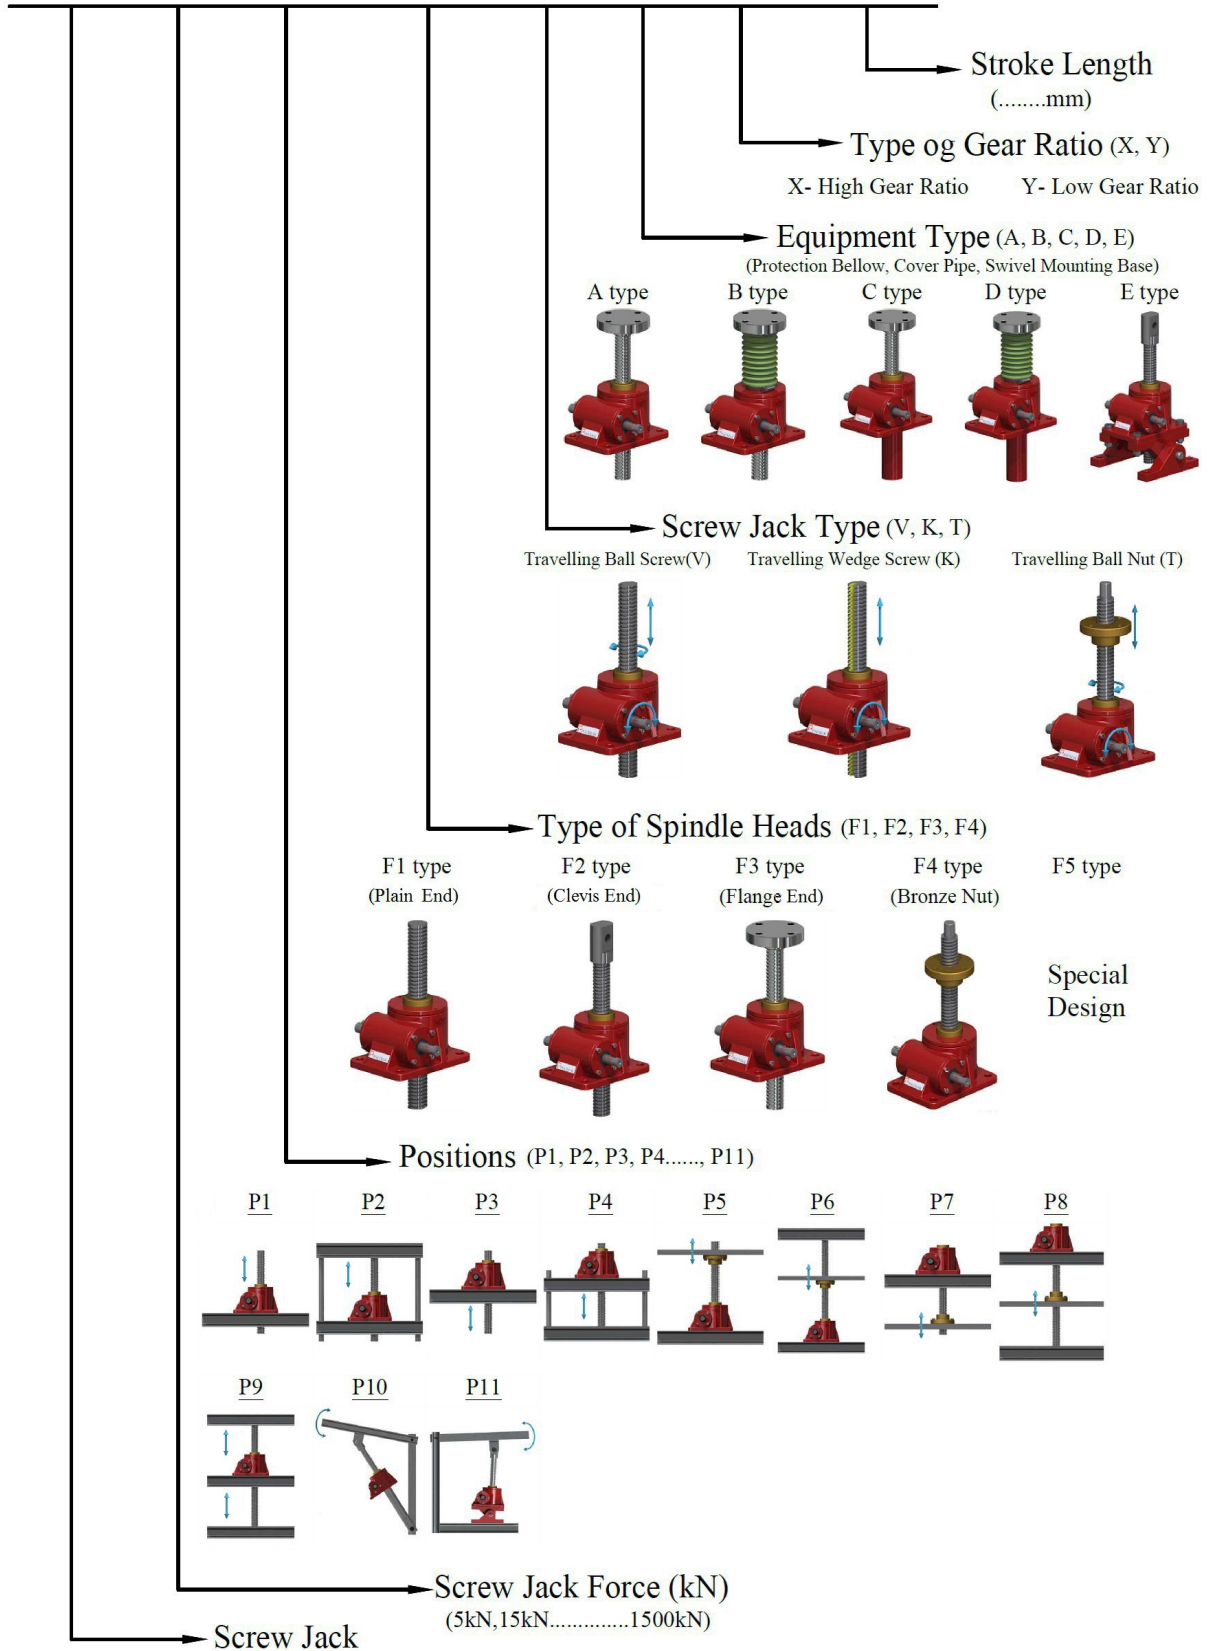 Stroke Length
(........mm)
Type og Gear Ratio (X, Y)
X- High Gear Ratio Y- Low Gear Ratio
Equipment Type (A, B, C, D, E)
(Protection Bellow, Cover Pipe, Swivel Mounting Base)
A type B type C type D type E type
Screw Jack Type (V, K, T)
Travelling Ball Screw(V) Travelling Wedge Screw (K) Travelling Ball Nut (T)
Type of Spindle Heads (F1, F2, F3, F4)
F1 type F2 type F3 type F4 type F5 type
(Plain End) (Clevis End) (Flange End) (Bronze Nut)
Special
Design
Positions (P1, P2, P3, P4......, P11)
P1 P2 P3 P4 P5 P6 P7 P8
P9 P10 P11
Screw Jack Force (kN)
(5kN,15kN..............1500kN)
Screw Jack